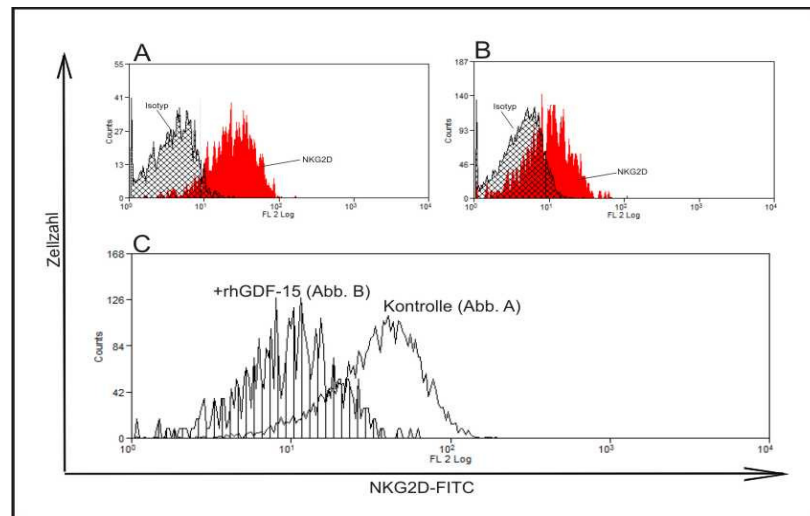 A
B
55
41
27
13
0
Counts
Isotyp
NKG2D
10⁰
10¹
10²
10³
10⁴
FL 2 Log
187
140
93
46
0
Counts
Isotyp
NKG2D
10⁰
10¹
10²
10³
10⁴
FL 2 Log
C
168
126
84
42
0
Counts
+rhGDF-15 (Abb. B)
Kontrolle (Abb. A)
10⁰
10¹
10²
10³
10⁴
FL 2 Log
Zellzahl
NKG2D-FITC